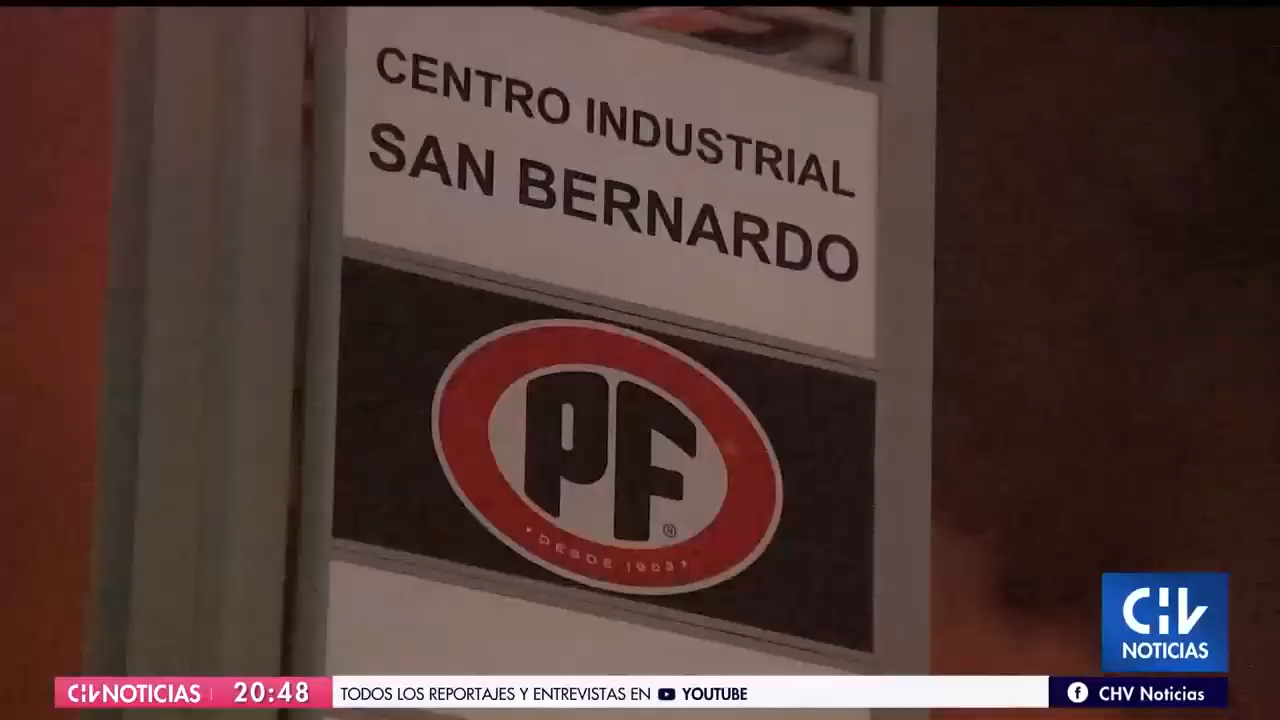 CENTRO INDUSTRIAL
SAN BERNARDO
PF
®
DESDE 1903
CHV
NOTICIAS
CHV NOTICIAS 20:48 TODOS LOS REPORTAJES Y ENTREVISTAS EN YOUTUBE CHV Noticias